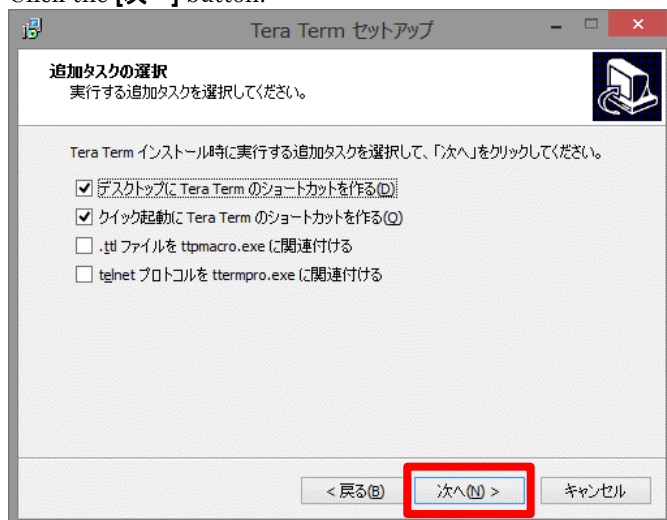 Click the [次へ] button.
Tera Term セットアップ
追加タスクの選択
実行する追加タスクを選択してください。
Tera Term インストール時に実行する追加タスクを選択して、「次へ」をクリックしてください。
デスクトップに Tera Term のショートカットを作る(D)
クイック起動に Tera Term のショートカットを作る(Q)
.ttl ファイルを ttpmacro.exe に関連付ける
telnet プロトコルを ttermpro.exe に関連付ける
< 戻る(B) 次へ(N) > キャンセル